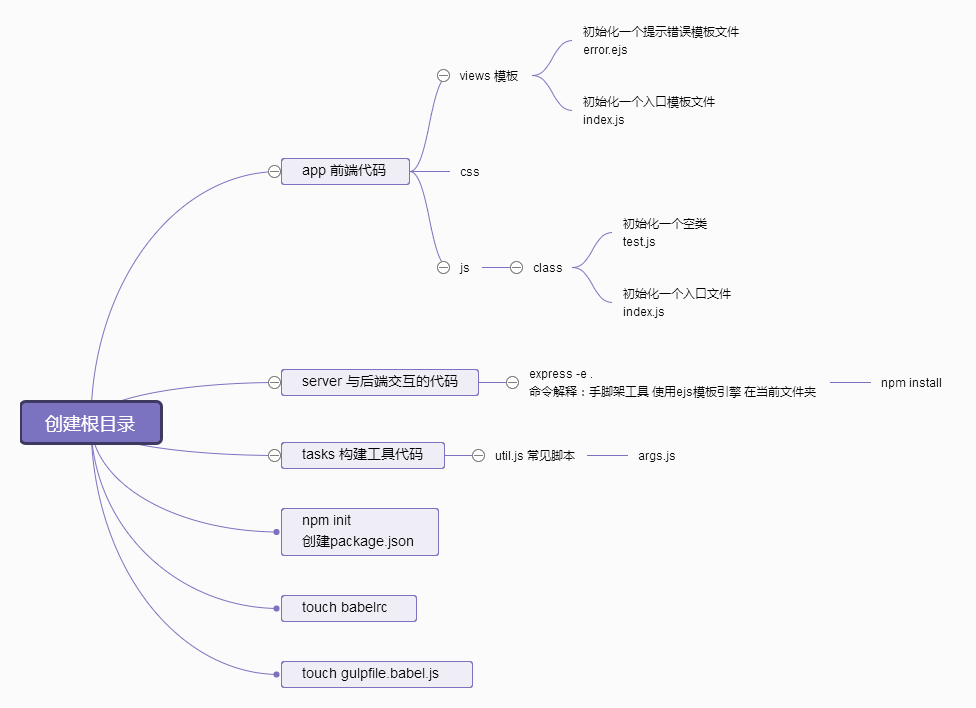 初始化一个提示错误模板文件
error.ejs
views 模板
初始化一个入口模板文件
index.js
app 前端代码
css
初始化一个空类
test.js
js
class
初始化一个入口文件
index.js
server 与后端交互的代码
express -e .
命令解释：手脚架工具 使用ejs模板引擎 在当前文件夹
npm install
创建根目录
tasks 构建工具代码
util.js 常见脚本
args.js
npm init
创建package.json
touch babelrc
touch gulpfile.babel.js